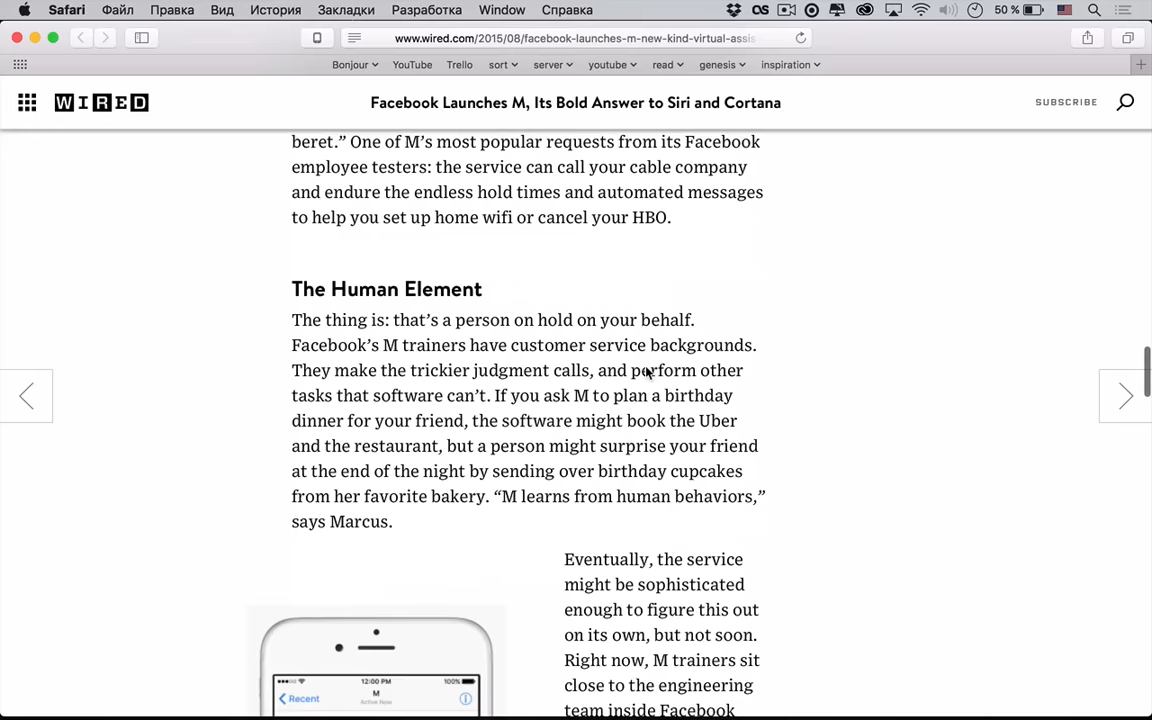 Safari Файл Правка Вид История Закладки Разработка Window Справка 50 %
www.wired.com/2015/08/facebook-launches-m-new-kind-virtual-assis
Bonjour YouTube Trello sort server youtube read genesis inspiration
WIRED Facebook Launches M, Its Bold Answer to Siri and Cortana SUBSCRIBE
beret.” One of M’s most popular requests from its Facebook
employee testers: the service can call your cable company
and endure the endless hold times and automated messages
to help you set up home wifi or cancel your HBO.
The Human Element
The thing is: that’s a person on hold on your behalf.
Facebook’s M trainers have customer service backgrounds.
They make the trickier judgment calls, and perform other
tasks that software can’t. If you ask M to plan a birthday
dinner for your friend, the software might book the Uber
and the restaurant, but a person might surprise your friend
at the end of the night by sending over birthday cupcakes
from her favorite bakery. “M learns from human behaviors,”
says Marcus.
Eventually, the service
might be sophisticated
enough to figure this out
on its own, but not soon.
Right now, M trainers sit
close to the engineering
team inside Facebook
12:00 PM 100%
Recent M
Active Now